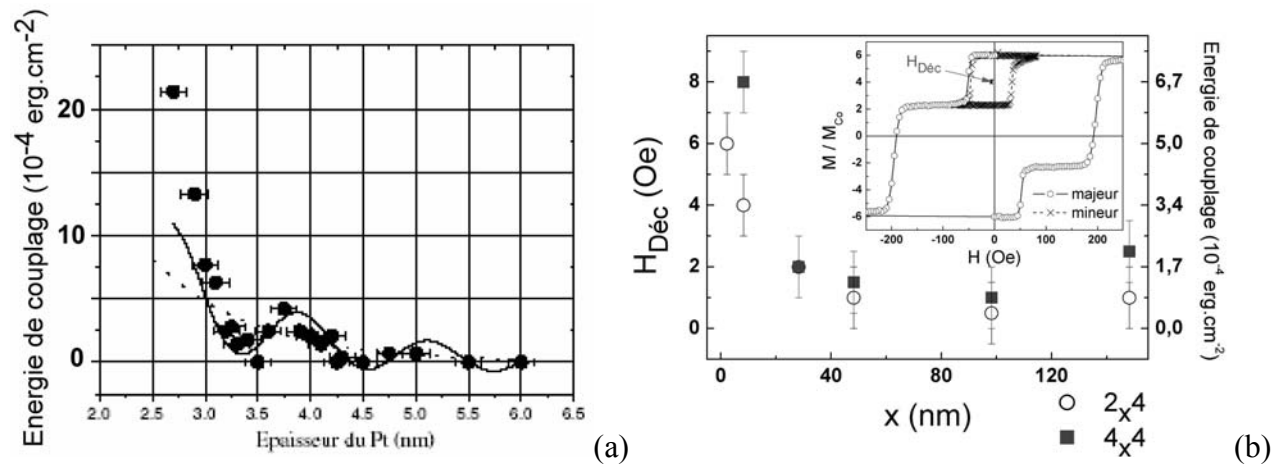 Energie de couplage (10⁻⁴ erg.cm⁻²)
20
10
0
2.0 2.5 3.0 3.5 4.0 4.5 5.0 5.5 6.0 6.5
Epaisseur du Pt (nm)
(a)
H_Déc (Oe)
8
6
4
2
0
0 40 80 120
x (nm)
Energie de couplage (10⁻⁴ erg.cm⁻²)
6,7
5,0
3,4
1,7
0,0
M / M_Co
6
4
2
0
-2
-4
-6
-200 -100 0 100 200
H (Oe)
H_Déc
majeur
mineur
2x4
4x4
(b)